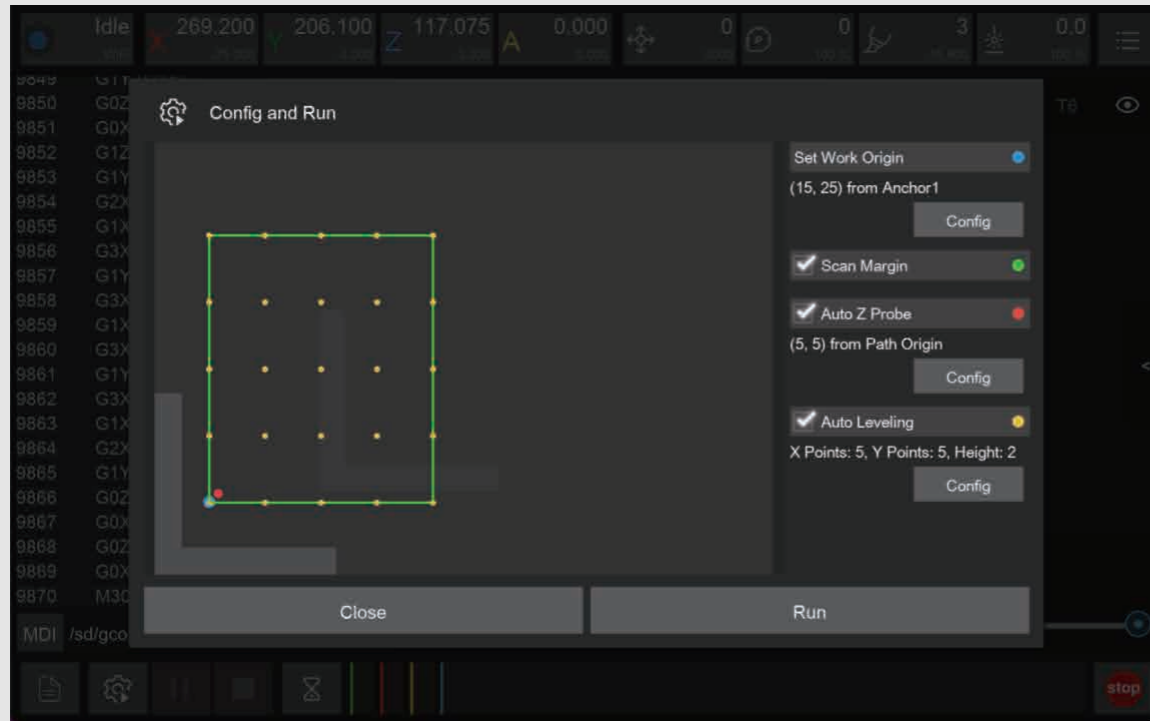 Idle 269.200 206.100 Z 117.075 A 0.000 0 0 3 0.0
9849 G1Y
9850 G0Z
T6
9851 G0X
9852 G1Z
9853 G1Y
9854 G2X
9855 G1X
9856 G3X
9857 G1Y
9858 G3X
9859 G1X
9860 G3X
9861 G1Y
9862 G3X
9863 G1X
9864 G2X
9865 G1Y
9866 G0Z
9867 G0X
9868 G0Z
9869 G0X
9870 M30
Config and Run
Set Work Origin
(15, 25) from Anchor1
Config
Scan Margin
Auto Z Probe
(5, 5) from Path Origin
Config
Auto Leveling
X Points: 5, Y Points: 5, Height: 2
Config
Close Run
MDI /sd/gco
stop